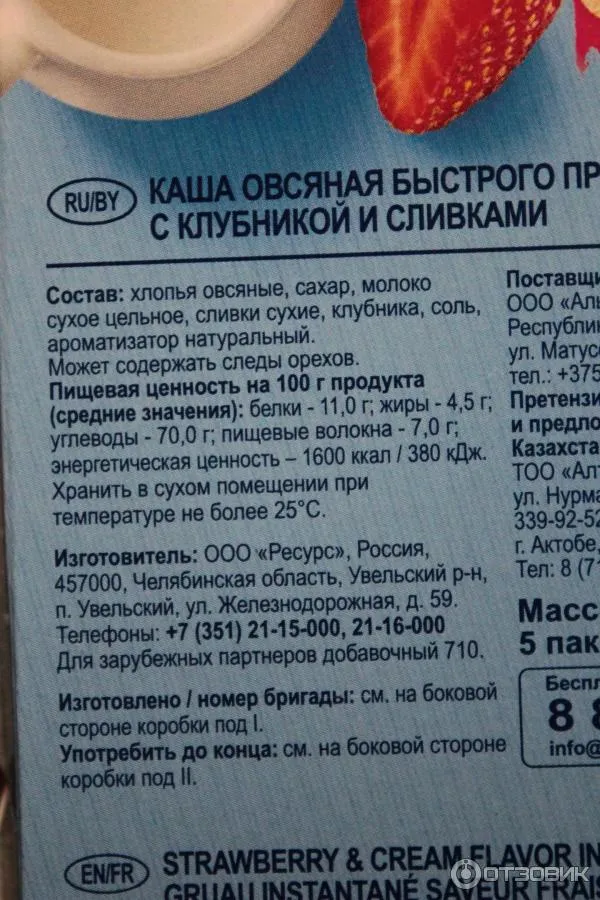 RU/BY
КАША ОВСЯНАЯ БЫСТРОГО ПР
С КЛУБНИКОЙ И СЛИВКАМИ
Состав: хлопья овсяные, сахар, молоко
сухое цельное, сливки сухие, клубника, соль,
ароматизатор натуральный.
Может содержать следы орехов.
Пищевая ценность на 100 г продукта
(средние значения): белки - 11,0 г; жиры - 4,5 г;
углеводы - 70,0 г; пищевые волокна - 7,0 г;
энергетическая ценность – 1600 ккал / 380 кДж.
Хранить в сухом помещении при
температуре не более 25°С.
Изготовитель: ООО «Ресурс», Россия,
457000, Челябинская область, Увельский р-н,
п. Увельский, ул. Железнодорожная, д. 59.
Телефоны: +7 (351) 21-15-000, 21-16-000
Для зарубежных партнеров добавочный 710.
Изготовлено / номер бригады: см. на боковой
стороне коробки под I.
Употребить до конца: см. на боковой стороне
коробки под II.
Поставщи
ООО «Аль
Республи
ул. Матус
тел.: +375
Претензи
и предло
Казахста
ТОО «Алт
ул. Нурма
339-92-52
г. Актобе,
Тел: 8 (71
Масс
5 пак
Беспл
8 8
info@
EN/FR
STRAWBERRY & CREAM FLAVOR IN
GRUAU INSTANTANÉ SAVEUR FRAIS
ОТЗОВИК